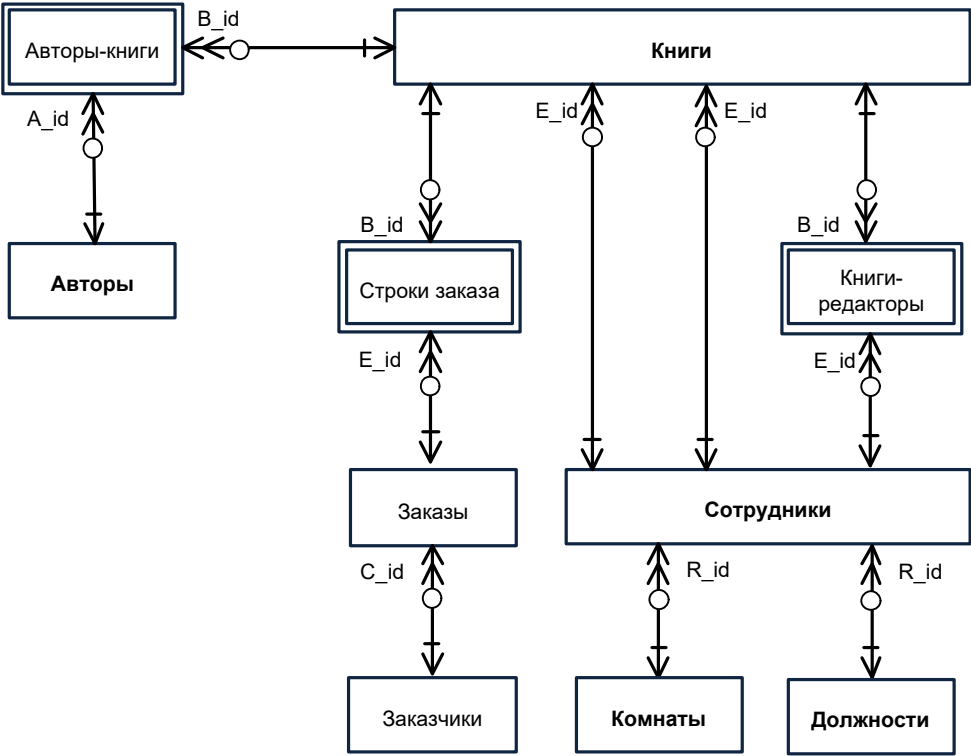 B_id
Авторы-книги
Книги
A_id
E_id
E_id
B_id
B_id
Авторы
Строки заказа
Книги-
редакторы
E_id
E_id
Заказы
Сотрудники
C_id
R_id
R_id
Заказчики
Комнаты
Должности